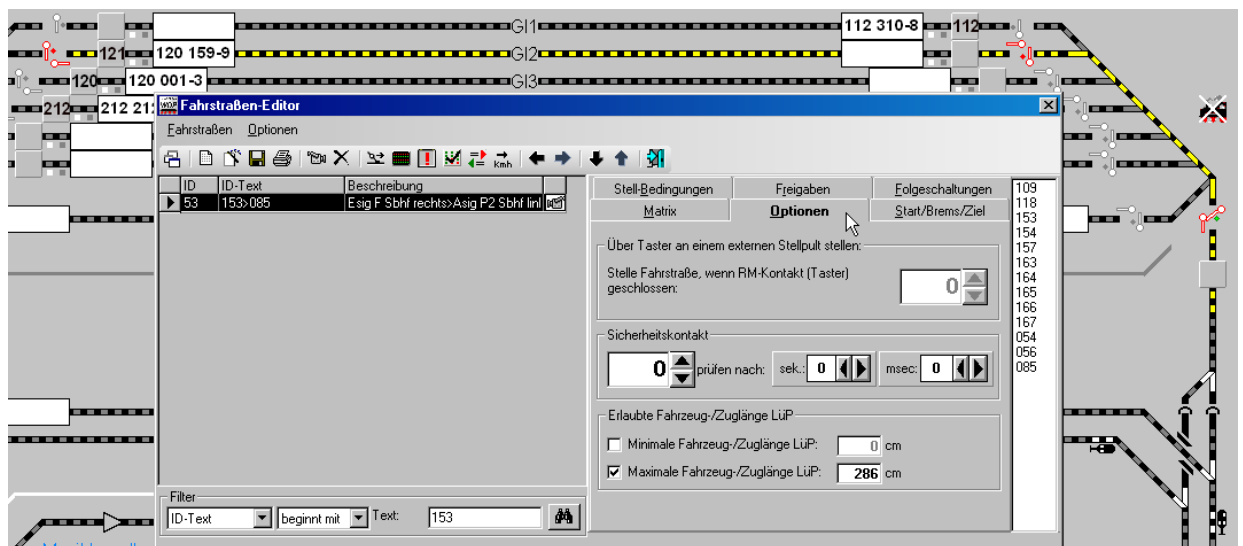 Gl1
112 310-8
112
121
120 159-9
Gl2
120
120 001-3
Gl3
212
212 21
Fahrstraßen-Editor
Fahrstraßen Optionen
kmh
ID ID-Text Beschreibung
53 153>085 Esig F Sbhf rechts>Asig P2 Sbhf linl
Stell-Bedingungen Freigaben Folgeschaltungen
Matrix Optionen Start/Brems/Ziel
Über Taster an einem externen Stellpult stellen:
Stelle Fahrstraße, wenn RM-Kontakt (Taster)
geschlossen:
0
Sicherheitskontakt
0 prüfen nach: sek.: 0 msec: 0
Erlaubte Fahrzeug-/Zuglänge LüP
Minimale Fahrzeug-/Zuglänge LüP: 0 cm
Maximale Fahrzeug-/Zuglänge LüP: 286 cm
109
118
153
154
157
163
164
165
166
167
054
056
085
Filter
ID-Text beginnt mit Text: 153